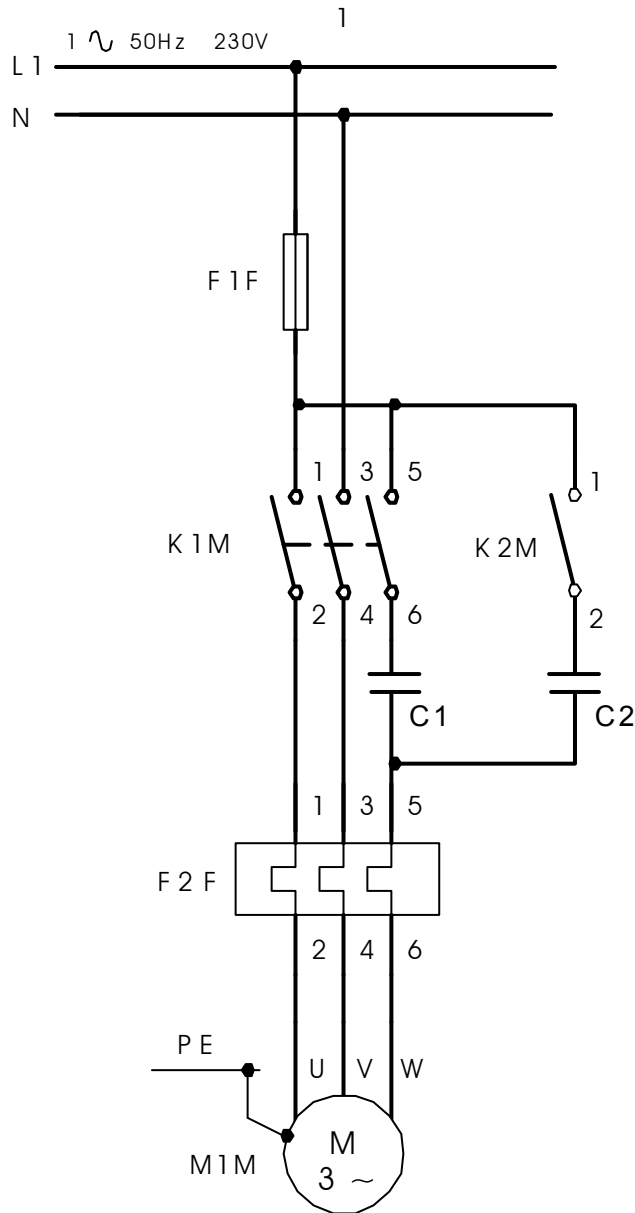 1
1 ∿ 50Hz 230V
L1
N
F1F
1 3 5 1
K1M K2M
2 4 6 2
C1 C2
1 3 5
F2F
2 4 6
PE U V W
M1M M
3 ~